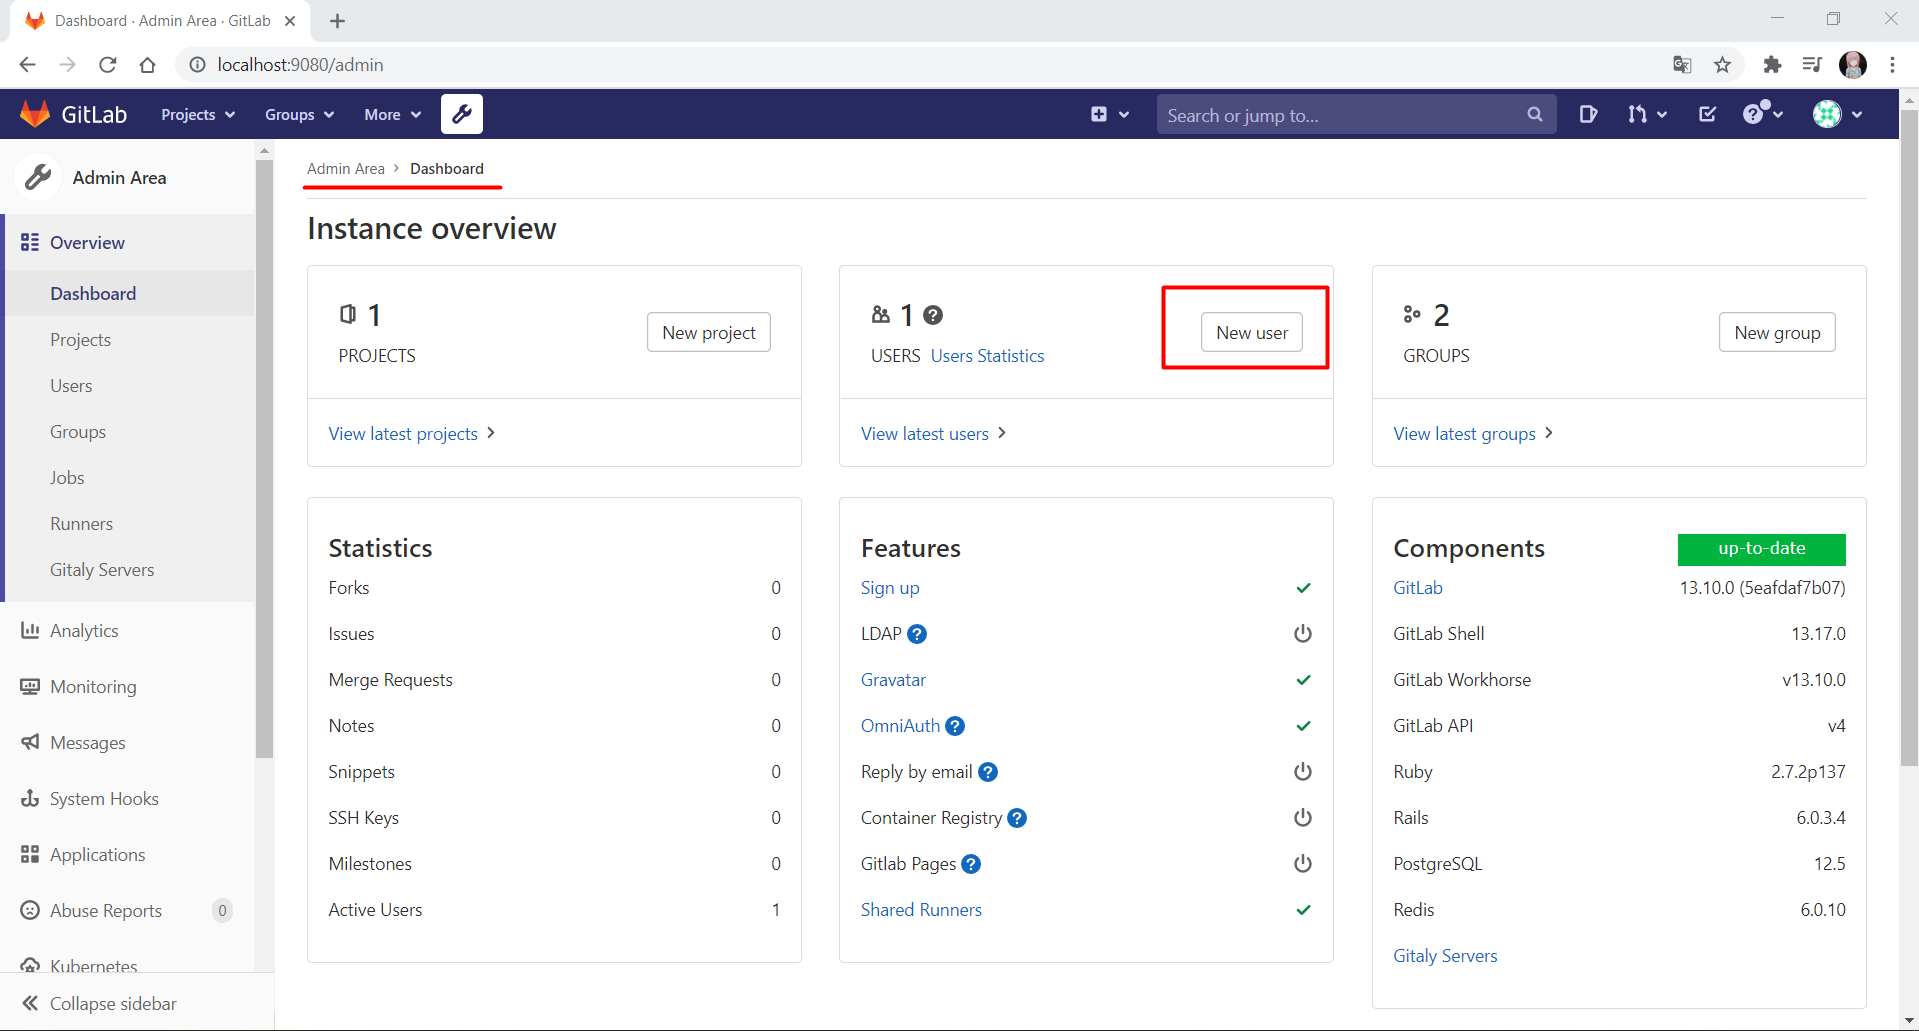 Dashboard · Admin Area · GitLab
localhost:9080/admin
GitLab Projects Groups More Search or jump to...
Admin Area
Overview
Dashboard
Projects
Users
Groups
Jobs
Runners
Gitaly Servers
Analytics
Monitoring
Messages
System Hooks
Applications
Abuse Reports 0
Kubernetes
Collapse sidebar
Admin Area > Dashboard
Instance overview
1
PROJECTS
New project
View latest projects
1
USERS Users Statistics
New user
View latest users
2
GROUPS
New group
View latest groups
Statistics
Forks 0
Issues 0
Merge Requests 0
Notes 0
Snippets 0
SSH Keys 0
Milestones 0
Active Users 1
Features
Sign up
LDAP
Gravatar
OmniAuth
Reply by email
Container Registry
Gitlab Pages
Shared Runners
Components up-to-date
GitLab 13.10.0 (5eafdaf7b07)
GitLab Shell 13.17.0
GitLab Workhorse v13.10.0
GitLab API v4
Ruby 2.7.2p137
Rails 6.0.3.4
PostgreSQL 12.5
Redis 6.0.10
Gitaly Servers